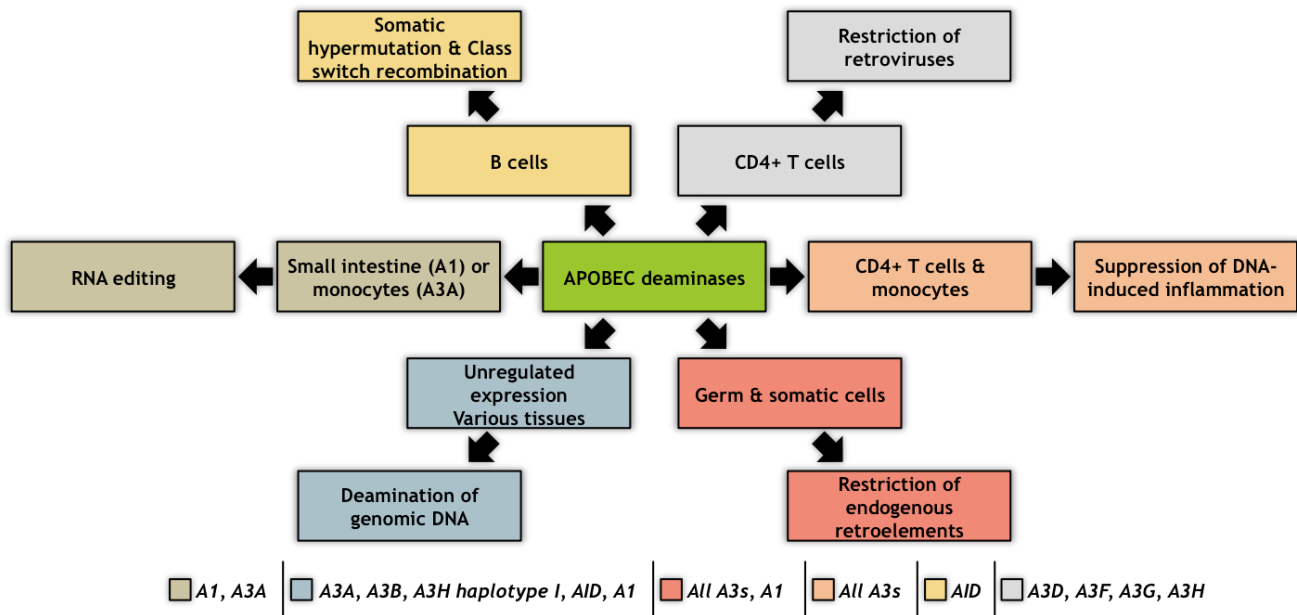 Somatic
hypermutation & Class
switch recombination
Restriction of
retroviruses
B cells
CD4+ T cells
RNA editing
Small intestine (A1) or
monocytes (A3A)
APOBEC deaminases
CD4+ T cells &
monocytes
Suppression of DNA-
induced inflammation
Unregulated
expression
Various tissues
Germ & somatic cells
Deamination of
genomic DNA
Restriction of
endogenous
retroelements
A1, A3A
A3A, A3B, A3H haplotype I, AID, A1
All A3s, A1
All A3s
AID
A3D, A3F, A3G, A3H